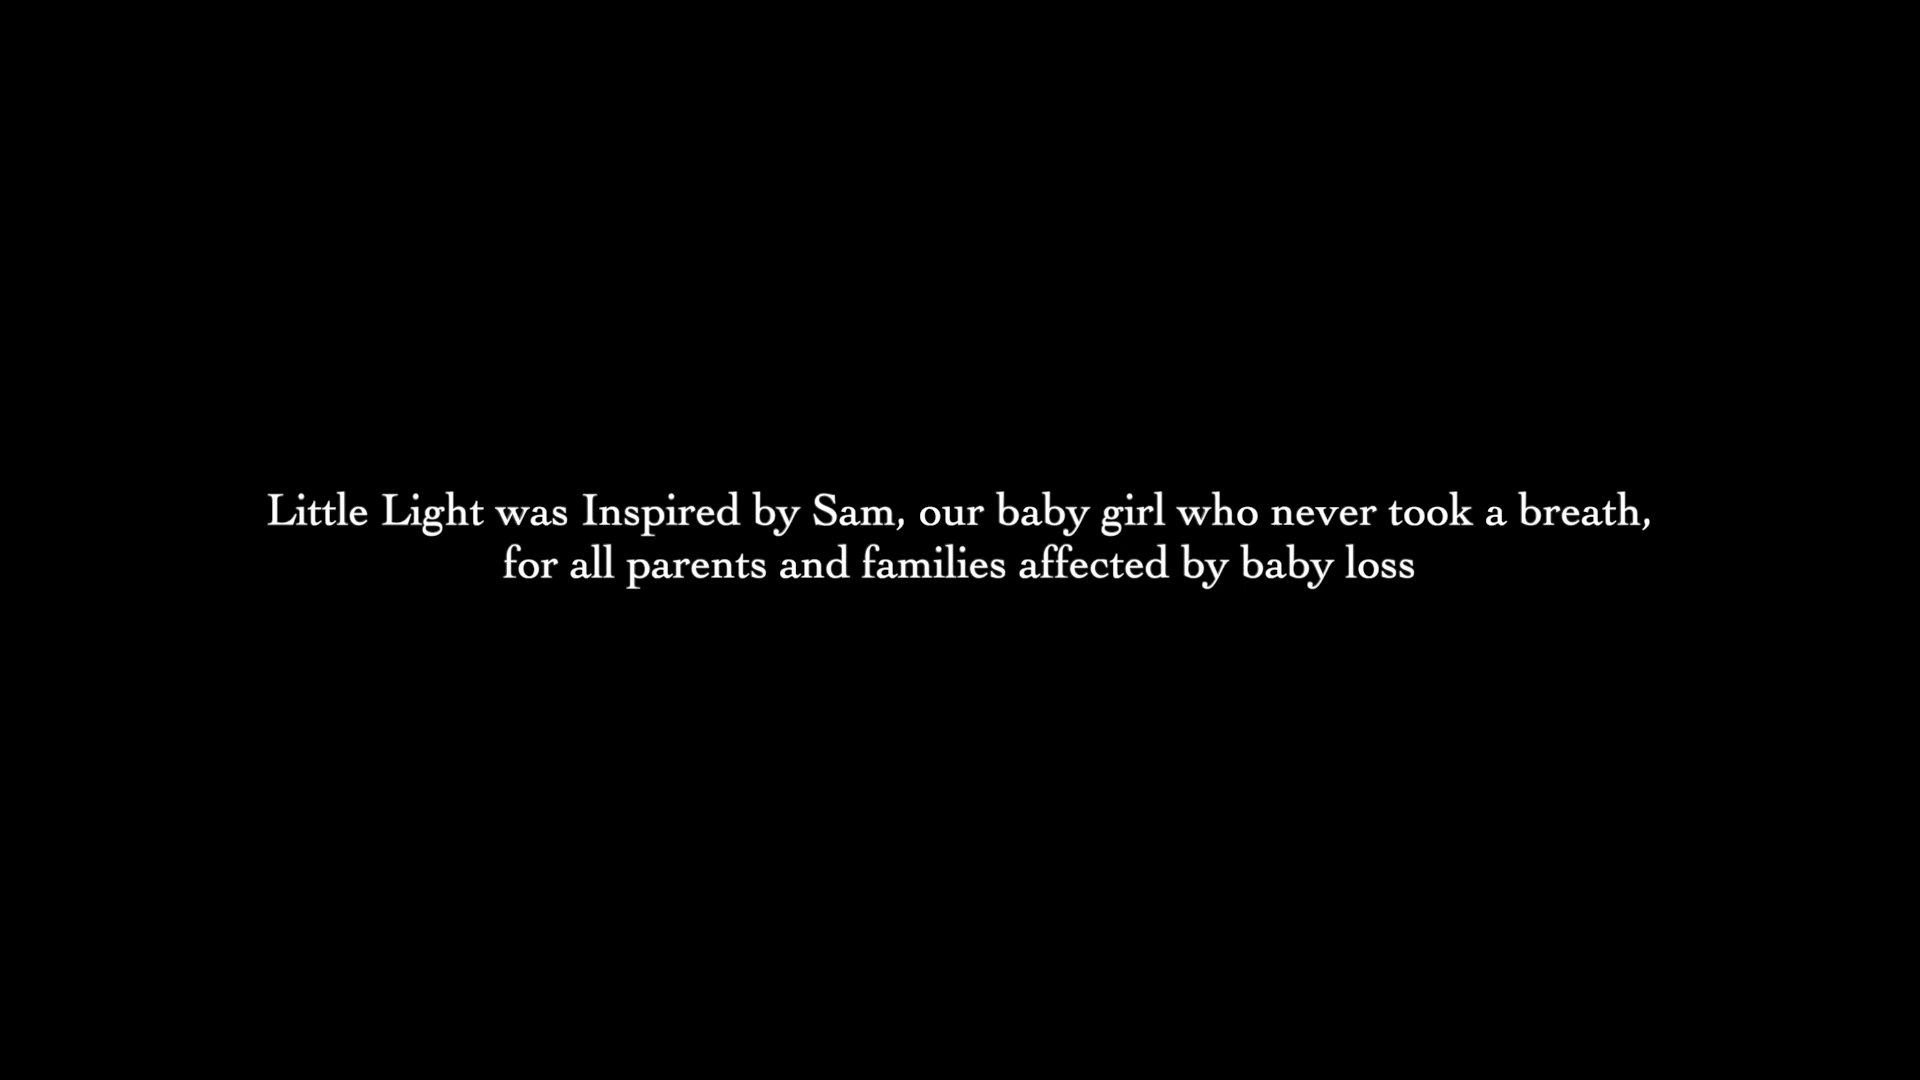 Little Light was Inspired by Sam, our baby girl who never took a breath,
for all parents and families affected by baby loss